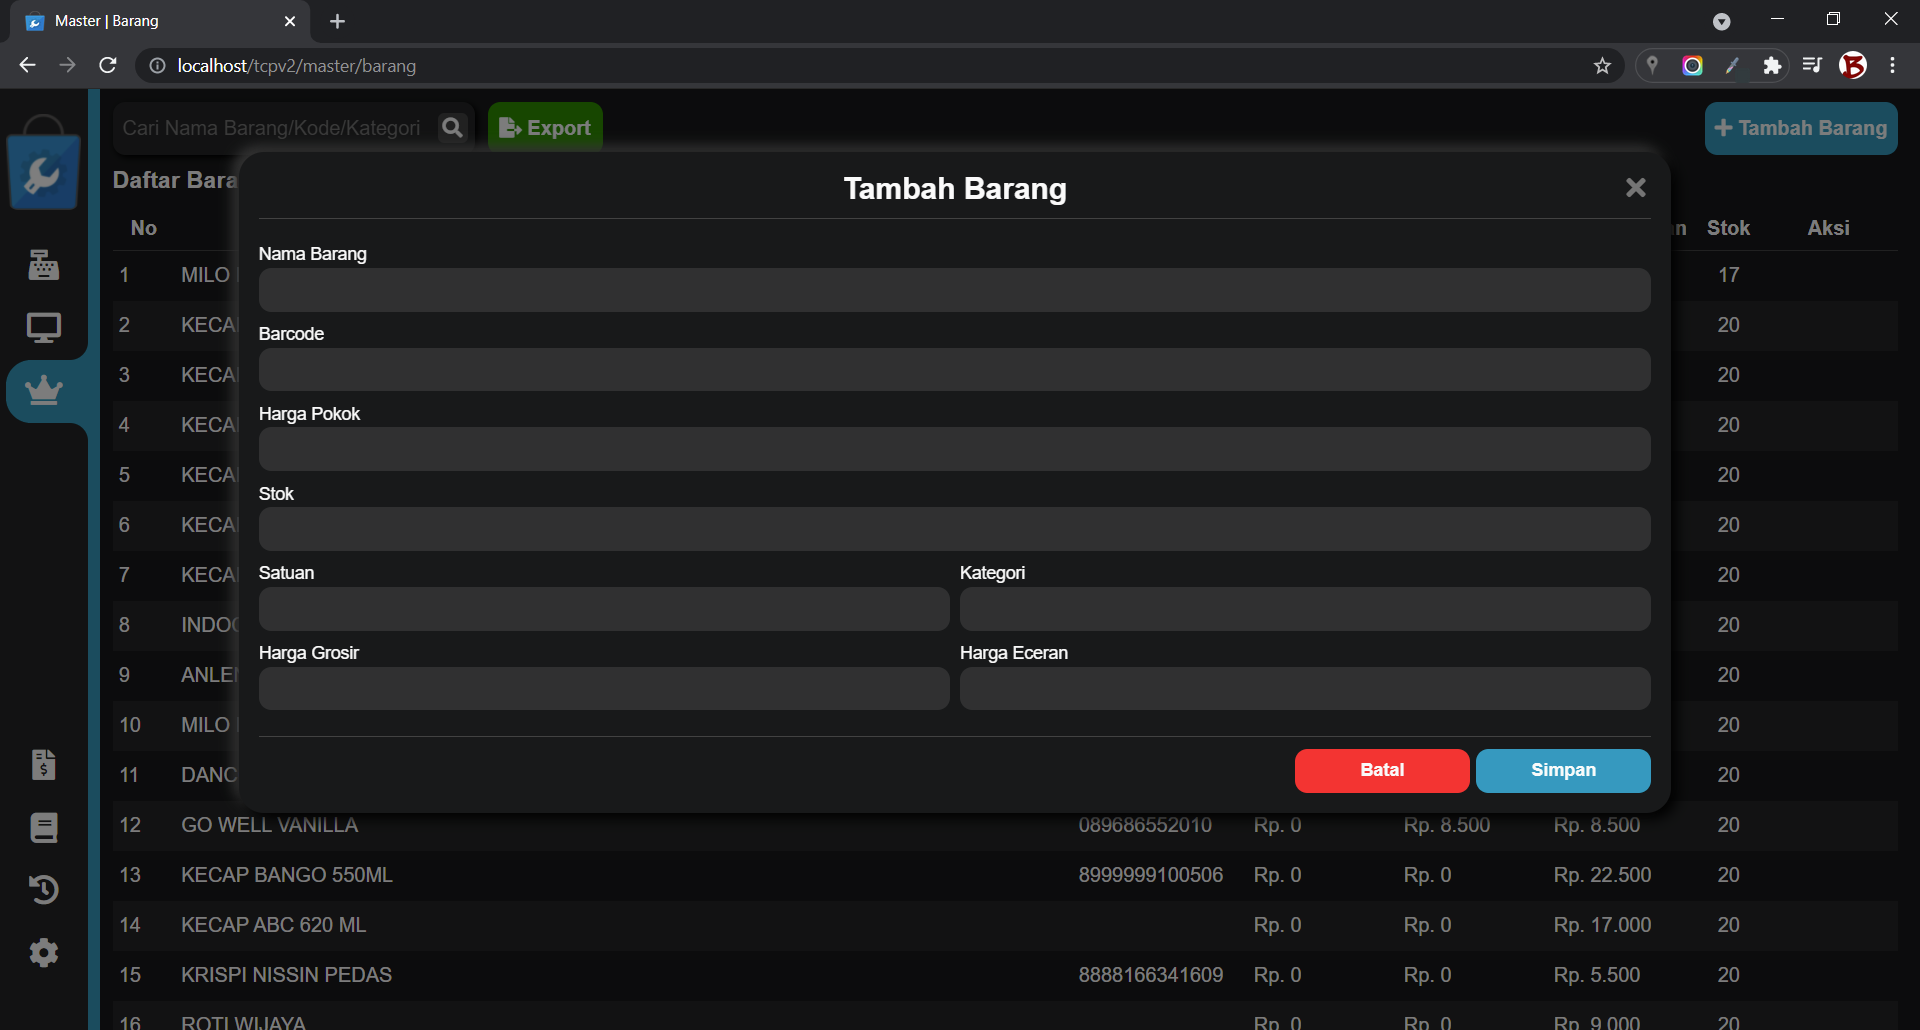 Master | Barang
localhost/tcpv2/master/barang
Cari Nama Barang/Kode/Kategori
Export
Tambah Barang
Daftar Bara
Tambah Barang
No
n
Stok
Aksi
Nama Barang
Barcode
Harga Pokok
Stok
Satuan
Kategori
Harga Grosir
Harga Eceran
Batal
Simpan
1 MILO 17
2 KECA 20
3 KECA 20
4 KECA 20
5 KECA 20
6 KECA 20
7 KECA 20
8 INDO 20
9 ANLE 20
10 MILO 20
11 DANC 20
12 GO WELL VANILLA 089686552010 Rp. 0 Rp. 8.500 Rp. 8.500 20
13 KECAP BANGO 550ML 8999999100506 Rp. 0 Rp. 0 Rp. 22.500 20
14 KECAP ABC 620 ML Rp. 0 Rp. 0 Rp. 17.000 20
15 KRISPI NISSIN PEDAS 8888166341609 Rp. 0 Rp. 0 Rp. 5.500 20
16 ROTI WIJAYA Rp. 0 Rp. 0 Rp. 9.000 20